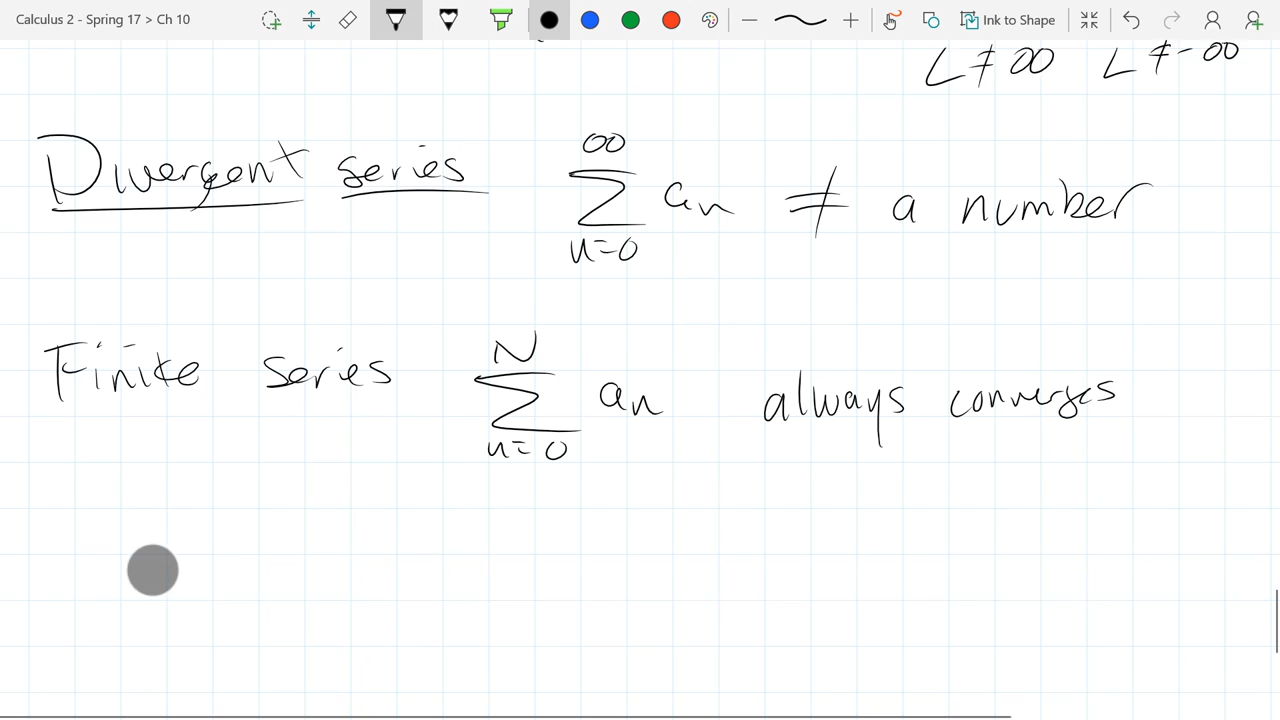 Calculus 2 - Spring 17 > Ch 10
Ink to Shape
L ≠ ∞ L ≠ -∞
Divergent series ∞ ∑ n=0 an ≠ a number
Finite series N ∑ n=0 an always converges